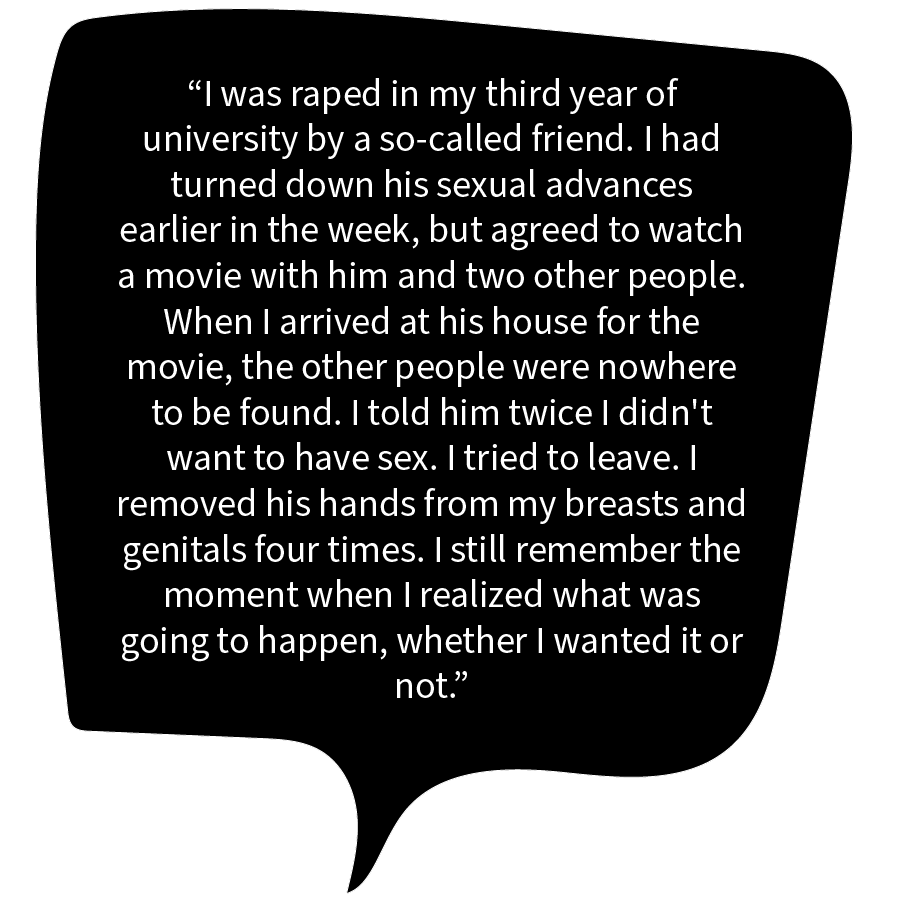 “I was raped in my third year of
university by a so-called friend. I had
turned down his sexual advances
earlier in the week, but agreed to watch
a movie with him and two other people.
When I arrived at his house for the
movie, the other people were nowhere
to be found. I told him twice I didn't
want to have sex. I tried to leave. I
removed his hands from my breasts and
genitals four times. I still remember the
moment when I realized what was
going to happen, whether I wanted it or
not.”